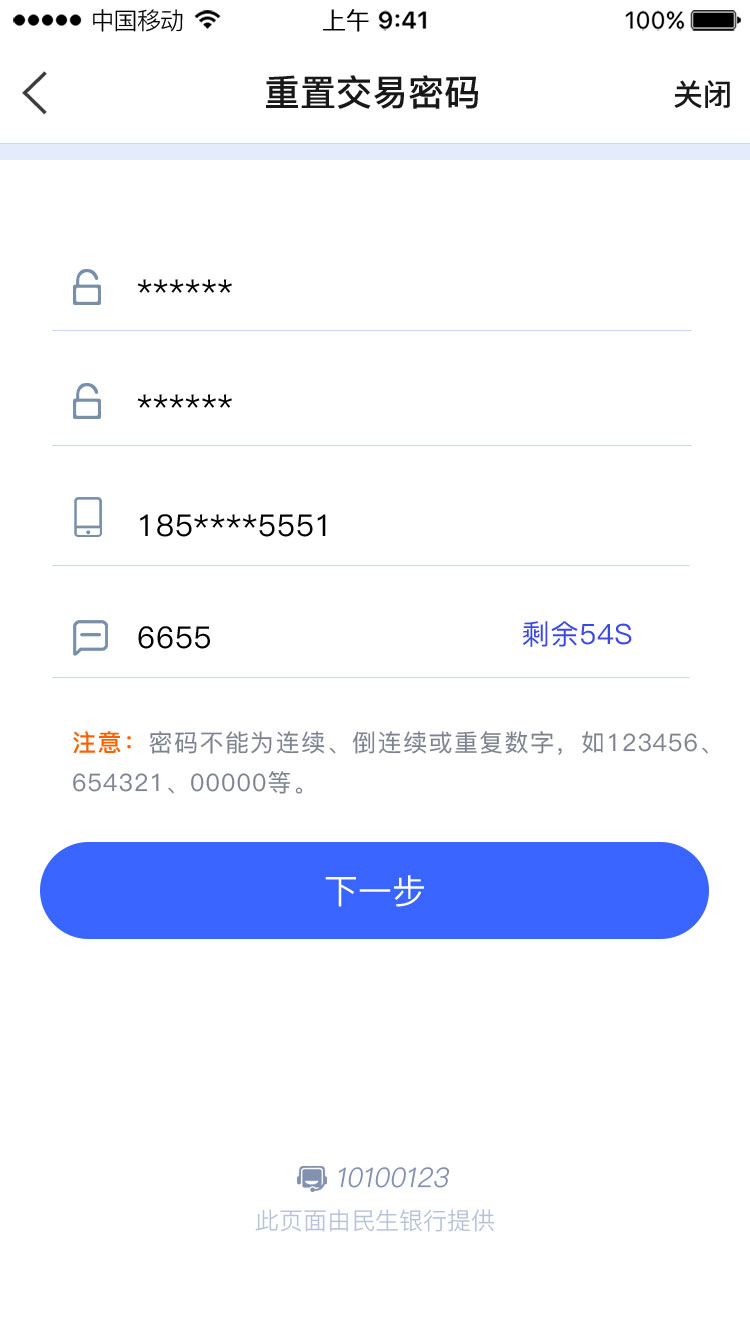 中国移动 上午 9:41 100%
重置交易密码 关闭
******
******
185****5551
6655 剩余54S
注意：密码不能为连续、倒连续或重复数字，如123456、
654321、00000等。
下一步
10100123
此页面由民生银行提供